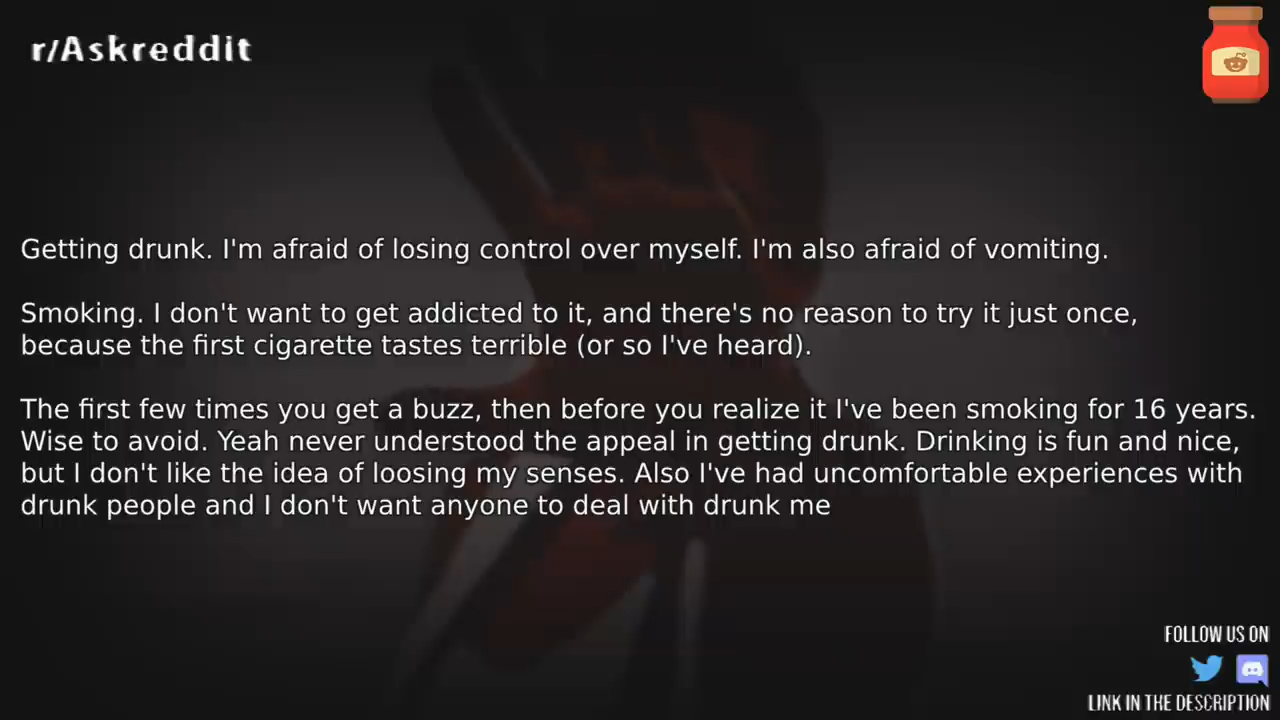 r/Askreddit
Getting drunk. I'm afraid of losing control over myself. I'm also afraid of vomiting.
Smoking. I don't want to get addicted to it, and there's no reason to try it just once,
because the first cigarette tastes terrible (or so I've heard).
The first few times you get a buzz, then before you realize it I've been smoking for 16 years.
Wise to avoid. Yeah never understood the appeal in getting drunk. Drinking is fun and nice,
but I don't like the idea of loosing my senses. Also I've had uncomfortable experiences with
drunk people and I don't want anyone to deal with drunk me
FOLLOW US ON
LINK IN THE DESCRIPTION